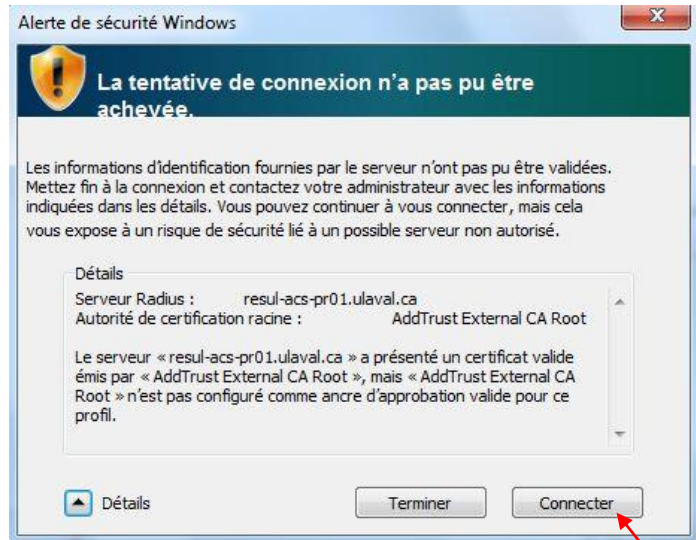 Alerte de sécurité Windows
La tentative de connexion n'a pas pu être
achevée.
Les informations d'identification fournies par le serveur n'ont pas pu être validées.
Mettez fin à la connexion et contactez votre administrateur avec les informations
indiquées dans les détails. Vous pouvez continuer à vous connecter, mais cela
vous expose à un risque de sécurité lié à un possible serveur non autorisé.
Détails
Serveur Radius : resul-acs-pr01.ulaval.ca
Autorité de certification racine : AddTrust External CA Root
Le serveur « resul-acs-pr01.ulaval.ca » a présenté un certificat valide
émis par « AddTrust External CA Root », mais « AddTrust External CA
Root » n'est pas configuré comme ancre d'approbation valide pour ce
profil.
Détails Terminer Connecter